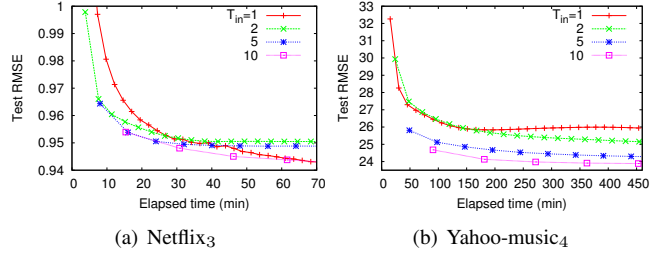 T_in=1
2
5
10
Test RMSE
1
0.99
0.98
0.97
0.96
0.95
0.94
0 10 20 30 40 50 60 70
Elapsed time (min)
(a) Netflix_3
T_in=1
2
5
10
Test RMSE
33
32
31
30
29
28
27
26
25
24
0 50 100 150 200 250 300 350 400 450
Elapsed time (min)
(b) Yahoo-music_4